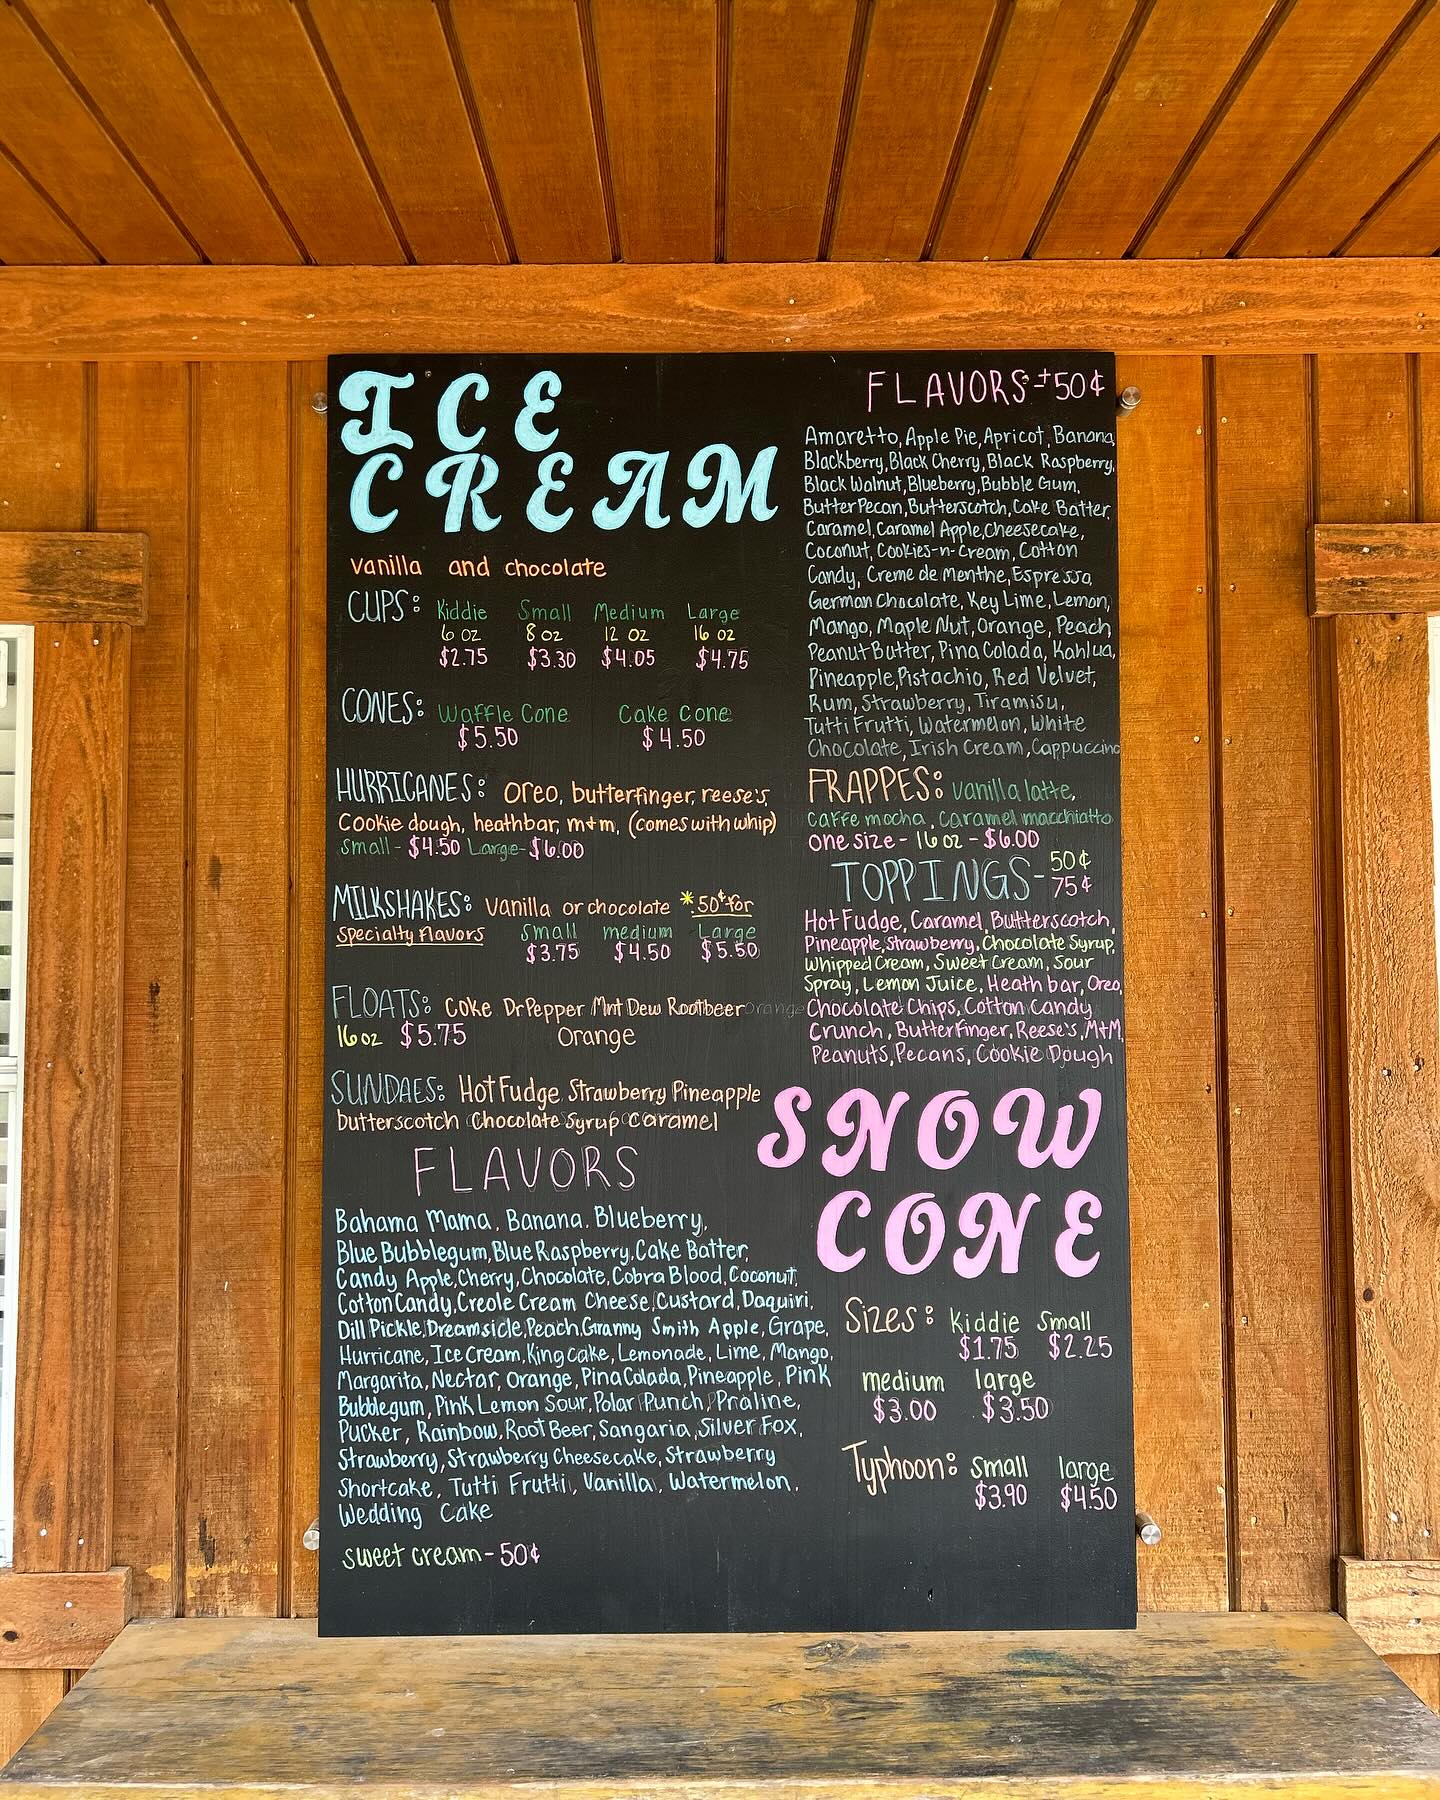 ICE
CREAM
vanilla and chocolate
CUPS: Kiddie Small Medium Large
6 oz 8 oz 12 oz 16 oz
$2.75 $3.30 $4.05 $4.75
CONES: Waffle Cone Cake Cone
$5.50 $4.50
HURRICANES: Oreo, butterfinger, reese's,
Cookie dough, heathbar, m+m, (comes with whip)
Small - $4.50 Large - $6.00
MILKSHAKES: Vanilla or chocolate *.50¢ for
Specialty Flavors Small medium Large
$3.75 $4.50 $5.50
FLOATS: Coke Dr Pepper Mnt Dew Rootbeer orange
16oz $5.75 Orange
SUNDAES: Hot Fudge Strawberry Pineapple
butterscotch Chocolate Syrup Caramel
FLAVORS - +50¢
Amaretto, Apple Pie, Apricot, Banana,
Blackberry, Black Cherry, Black Raspberry,
Black Walnut, Blueberry, Bubble Gum,
Butter Pecan, Butterscotch, Cake Batter,
Caramel, Caramel Apple, Cheesecake,
Coconut, Cookies-n-Cream, Cotton
Candy, Creme de Menthe, Espresso,
German Chocolate, Key Lime, Lemon,
Mango, Maple Nut, Orange, Peach,
Peanut Butter, Pina Colada, Kahlua,
Pineapple, Pistachio, Red Velvet,
Rum, Strawberry, Tiramisu,
Tutti Frutti, Watermelon, White
Chocolate, Irish Cream, Cappuccino
FRAPPES: vanilla latte,
Caffe mocha, Caramel macchiatto
one size - 16oz - $6.00
TOPPINGS - 50¢
75¢
Hot Fudge, Caramel, Butterscotch,
Pineapple, Strawberry, Chocolate Syrup,
Whipped Cream, Sweet Cream, Sour
Spray, Lemon Juice, Heath bar, Oreo,
Chocolate Chips, Cotton Candy
Crunch, Butterfinger, Reese's, M+M,
Peanuts, Pecans, Cookie Dough
SNOW
CONE
FLAVORS
Bahama Mama, Banana, Blueberry,
Blue Bubblegum, Blue Raspberry, Cake Batter,
Candy Apple, Cherry, Chocolate, Cobra Blood, Coconut,
Cotton Candy, Creole Cream Cheese, Custard, Daquiri,
Dill Pickle, Dreamsicle, Peach, Granny Smith Apple, Grape,
Hurricane, Ice Cream, King Cake, Lemonade, Lime, Mango,
Margarita, Nectar, Orange, Pina Colada, Pineapple, Pink
Bubblegum, Pink Lemon Sour, Polar Punch, Praline,
Pucker, Rainbow, Root Beer, Sangaria, Silver Fox,
Strawberry, Strawberry Cheesecake, Strawberry
Shortcake, Tutti Frutti, Vanilla, Watermelon,
Wedding Cake
sweet cream - 50¢
Sizes: Kiddie Small
$1.75 $2.25
medium large
$3.00 $3.50
Typhoon: Small large
$3.90 $4.50